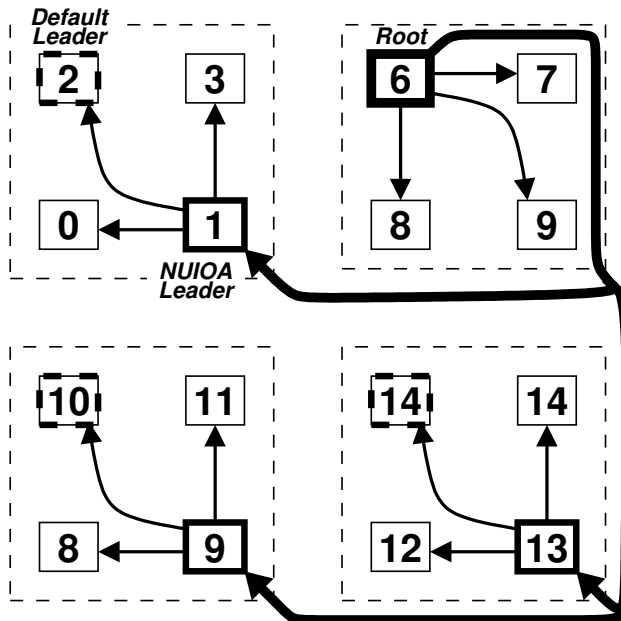 Default
Leader
Root
2 3 6 7
0 1 8 9
NUIOA
Leader
10 11 14 14
8 9 12 13